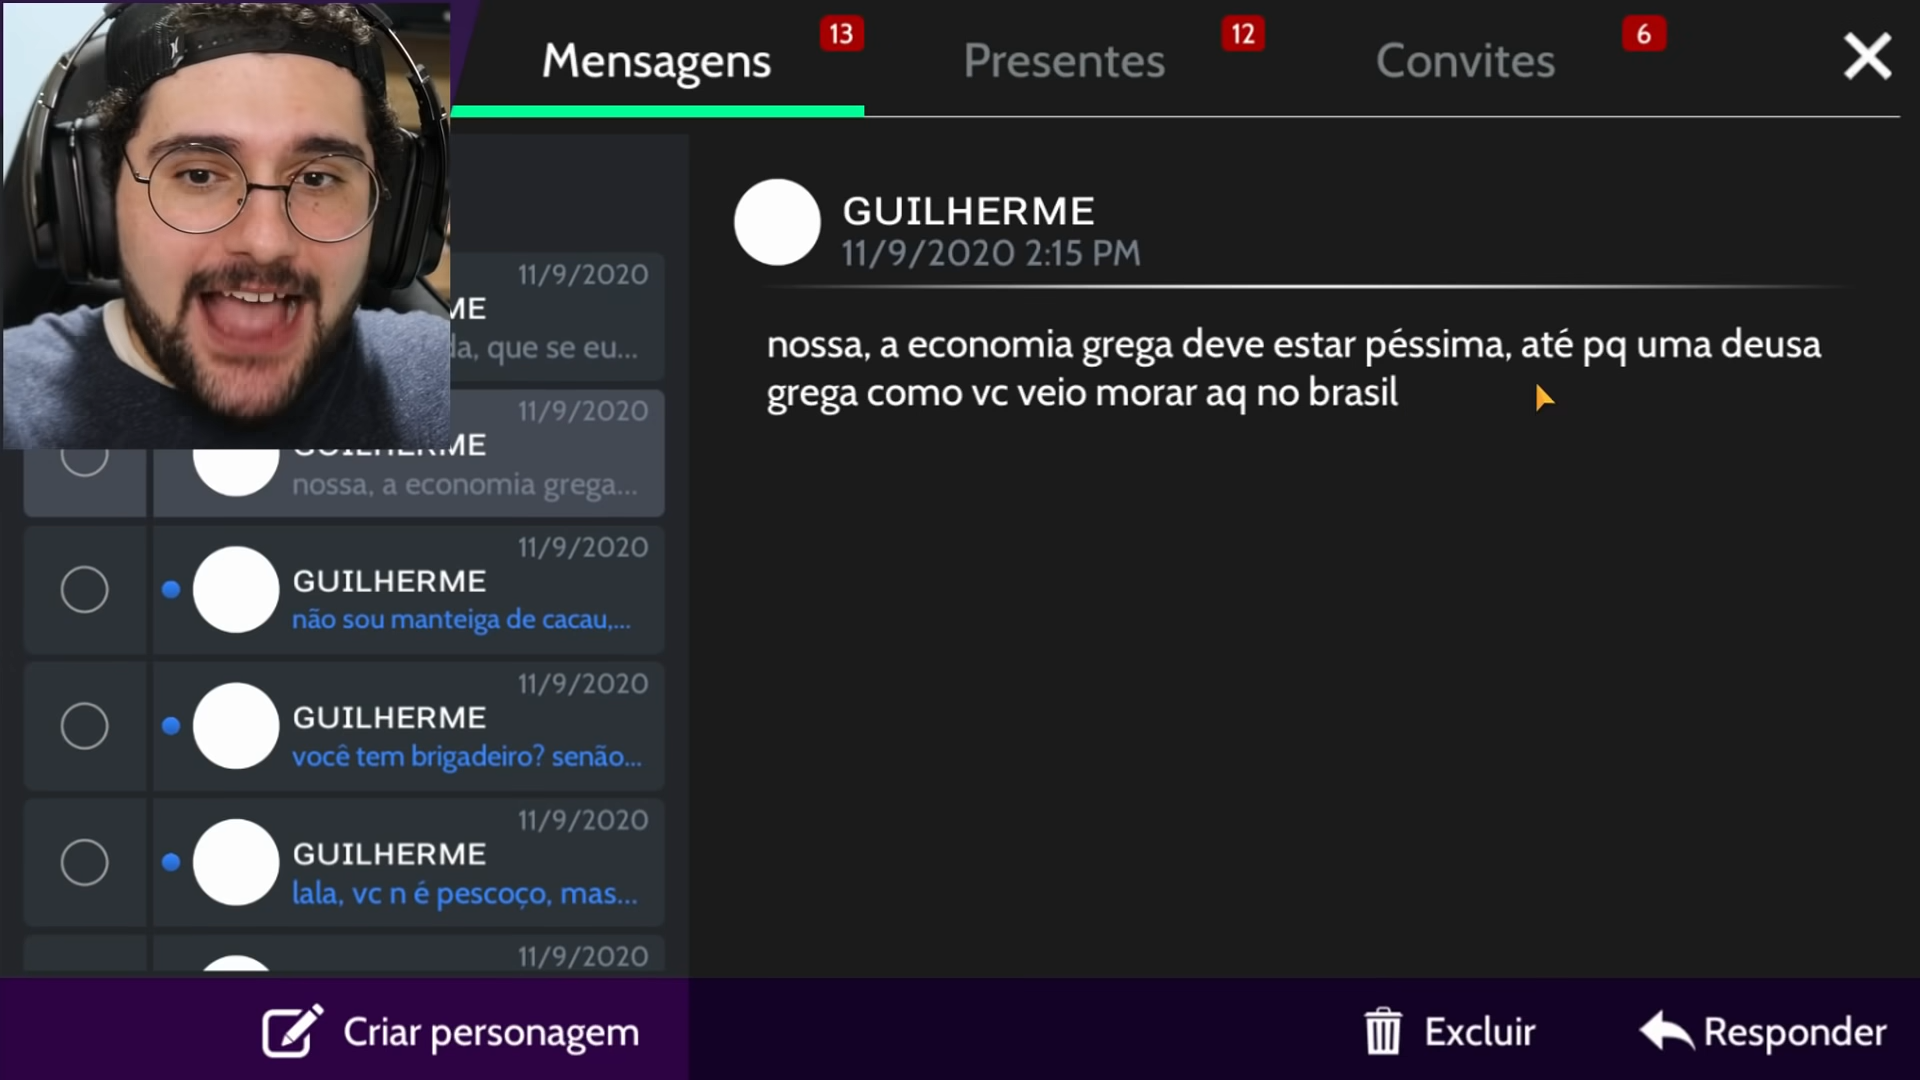 Mensagens
13
Presentes
12
Convites
6
11/9/2020
ME
da, que se eu...
11/9/2020
GUILHERME
nossa, a economia grega...
11/9/2020
GUILHERME
não sou manteiga de cacau,...
11/9/2020
GUILHERME
você tem brigadeiro? senão...
11/9/2020
GUILHERME
lala, vc n é pescoço, mas...
11/9/2020
GUILHERME
11/9/2020 2:15 PM
nossa, a economia grega deve estar péssima, até pq uma deusa
grega como vc veio morar aq no brasil
Criar personagem
Excluir
Responder